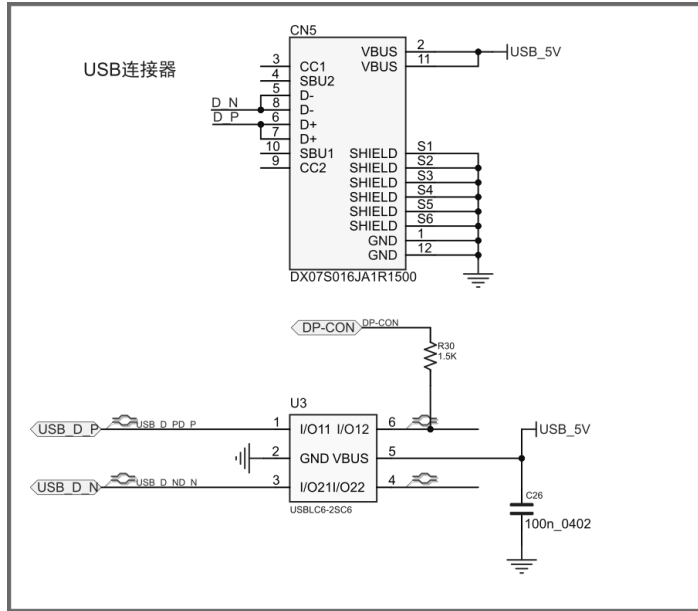 CN5
USB连接器
VBUS 2 USB_5V
VBUS 11
3 CC1
4 SBU2
5 D-
D_N 8 D-
D_P 6 D+
7 D+
10 SBU1 SHIELD S1
9 CC2 SHIELD S2
SHIELD S3
SHIELD S4
SHIELD S5
SHIELD S6
GND 1
GND 12
DX07S016JA1R1500
DP-CON DP-CON
R30
1.5K
U3
USB_D_P USB_D_PD_P 1 I/O11 I/O12 6 USB_5V
2 GND VBUS 5
USB_D_N USB_D_ND_N 3 I/O21I/O22 4
USBLC6-2SC6
C26
100n_0402